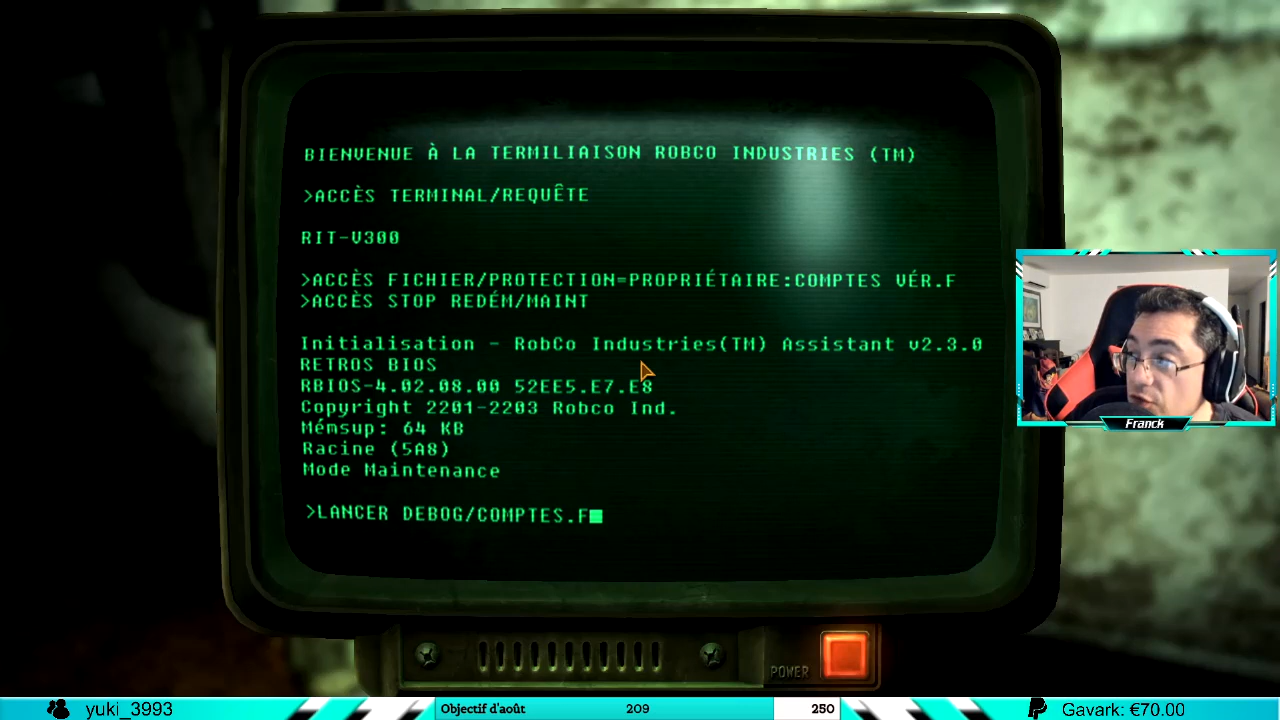 BIENVENUE À LA TERMILIAISON ROBCO INDUSTRIES (TM)
>ACCÈS TERMINAL/REQUÊTE
RIT-V300
>ACCÈS FICHIER/PROTECTION=PROPRIÉTAIRE:COMPTES VÉR.F
>ACCÈS STOP REDÉM/MAINT
Initialisation - RobCo Industries(TM) Assistant v2.3.0
RETROS BIOS
RBIOS-4.02.08.00 52EE5.E7.E8
Copyright 2201-2203 Robco Ind.
Mémsup: 64 KB
Racine (5A8)
Mode Maintenance
>LANCER DEBOG/COMPTES.F
Franck
POWER
yuki_3993
Objectif d'août 209 250
Gavark: €70.00